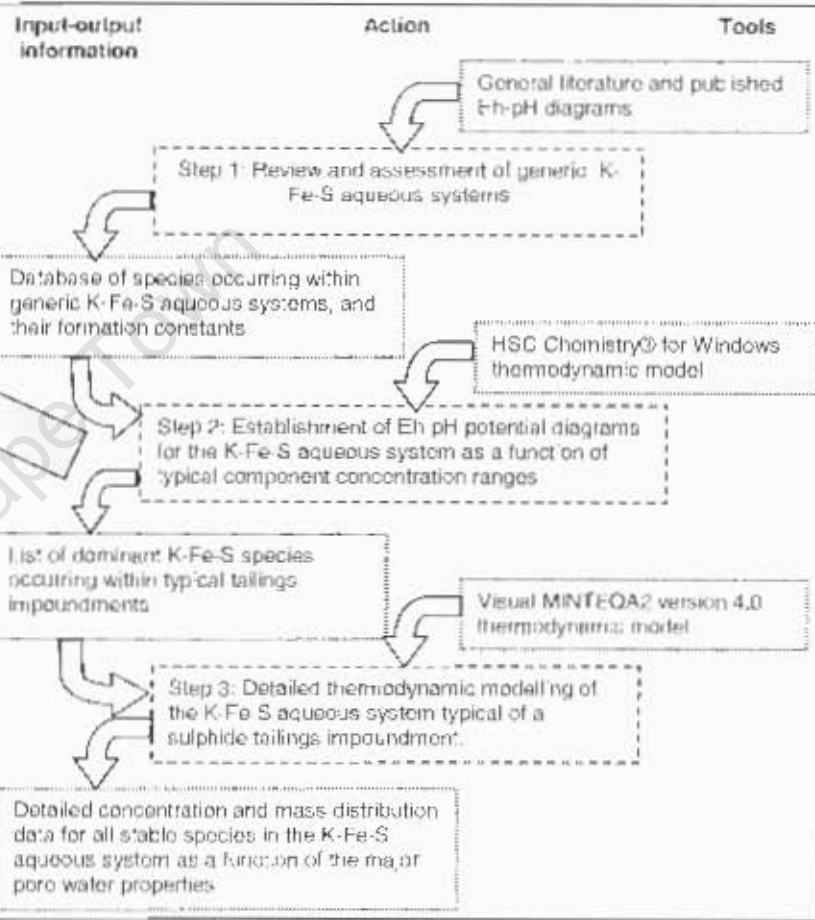 Input-output
information
Action
Tools
General literature and published
Eh-pH diagrams
Step 1: Review and assessment of generic K-
Fe-S aqueous systems
Database of species occurring within
generic K-Fe-S aqueous systems, and
their formation constants
HSC Chemistry® for Windows
thermodynamic model
Step 2: Establishment of Eh pH potential diagrams
for the K-Fe-S aqueous system as a function of
typical component concentration ranges
List of dominant K-Fe-S species
occurring within typical tailings
impoundments
Visual MINTEQA2 version 4.0
thermodynamic model
Step 3: Detailed thermodynamic modelling of
the K-Fe S aqueous system typical of a
sulphide tailings impoundment.
Detailed concentration and mass distribution
data for all stable species in the K-Fe-S
aqueous system as a function of the major
pore water properties
ape Town